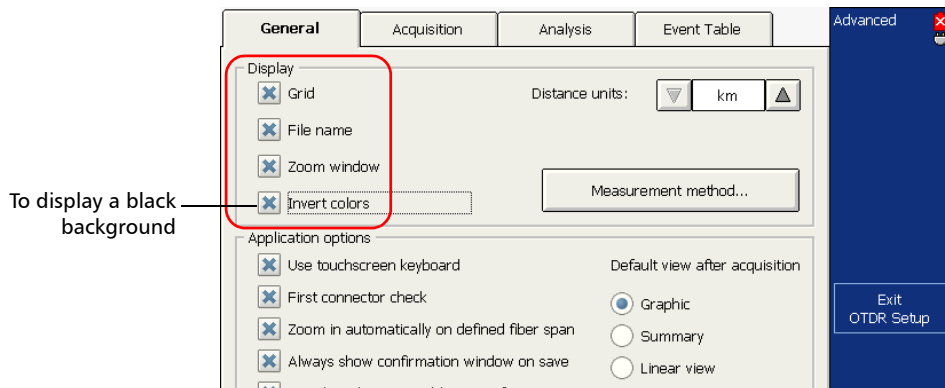 General
Acquisition
Analysis
Event Table
Advanced
Display
Grid
Distance units:
km
File name
Zoom window
Measurement method...
To display a black
background
Invert colors
Application options
Use touchscreen keyboard
Default view after acquisition
First connector check
Graphic
Zoom in automatically on defined fiber span
Summary
Always show confirmation window on save
Linear view
Exit
OTDR Setup